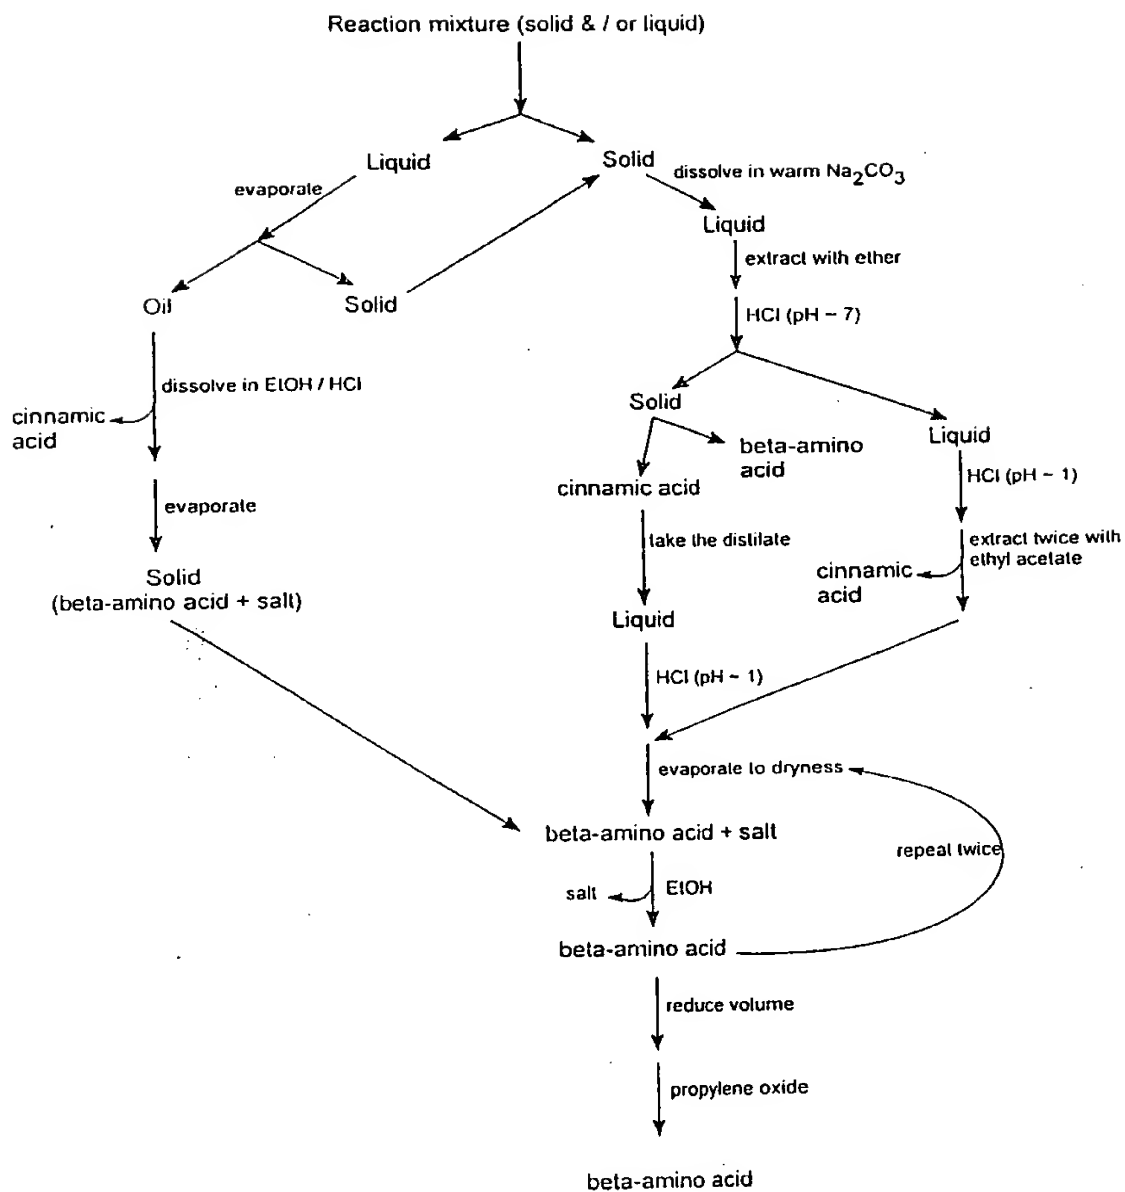 Reaction mixture (solid & / or liquid)
Liquid
Solid
dissolve in warm Na2CO3
evaporate
Liquid
extract with ether
Oil
Solid
HCl (pH ~ 7)
dissolve in EtOH / HCl
cinnamic
acid
Solid
beta-amino
acid
Liquid
HCl (pH ~ 1)
cinnamic acid
evaporate
take the distilate
extract twice with
ethyl acetate
cinnamic
acid
Solid
(beta-amino acid + salt)
Liquid
HCl (pH ~ 1)
evaporate to dryness
beta-amino acid + salt
repeat twice
salt
EtOH
beta-amino acid
reduce volume
propylene oxide
beta-amino acid